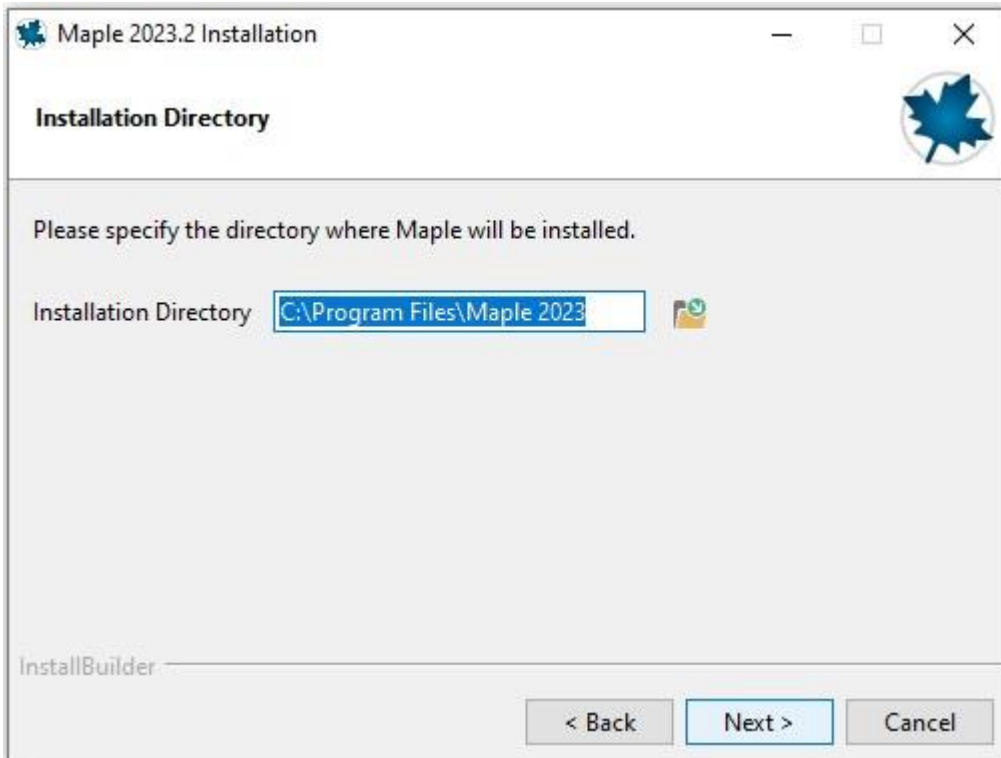 Maple 2023.2 Installation
Installation Directory
Please specify the directory where Maple will be installed.
Installation Directory C:\Program Files\Maple 2023
InstallBuilder
< Back Next > Cancel